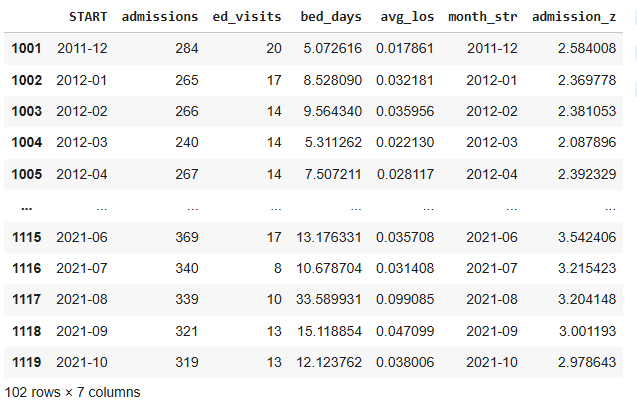 START admissions ed_visits bed_days avg_los month_str admission_z
1001 2011-12 284 20 5.072616 0.017861 2011-12 2.584008
1002 2012-01 265 17 8.528090 0.032181 2012-01 2.369778
1003 2012-02 266 14 9.564340 0.035956 2012-02 2.381053
1004 2012-03 240 14 5.311262 0.022130 2012-03 2.087896
1005 2012-04 267 14 7.507211 0.028117 2012-04 2.392329
... ... ... ... ... ... ... ...
1115 2021-06 369 17 13.176331 0.035708 2021-06 3.542406
1116 2021-07 340 8 10.678704 0.031408 2021-07 3.215423
1117 2021-08 339 10 33.589931 0.099085 2021-08 3.204148
1118 2021-09 321 13 15.118854 0.047099 2021-09 3.001193
1119 2021-10 319 13 12.123762 0.038006 2021-10 2.978643
102 rows × 7 columns